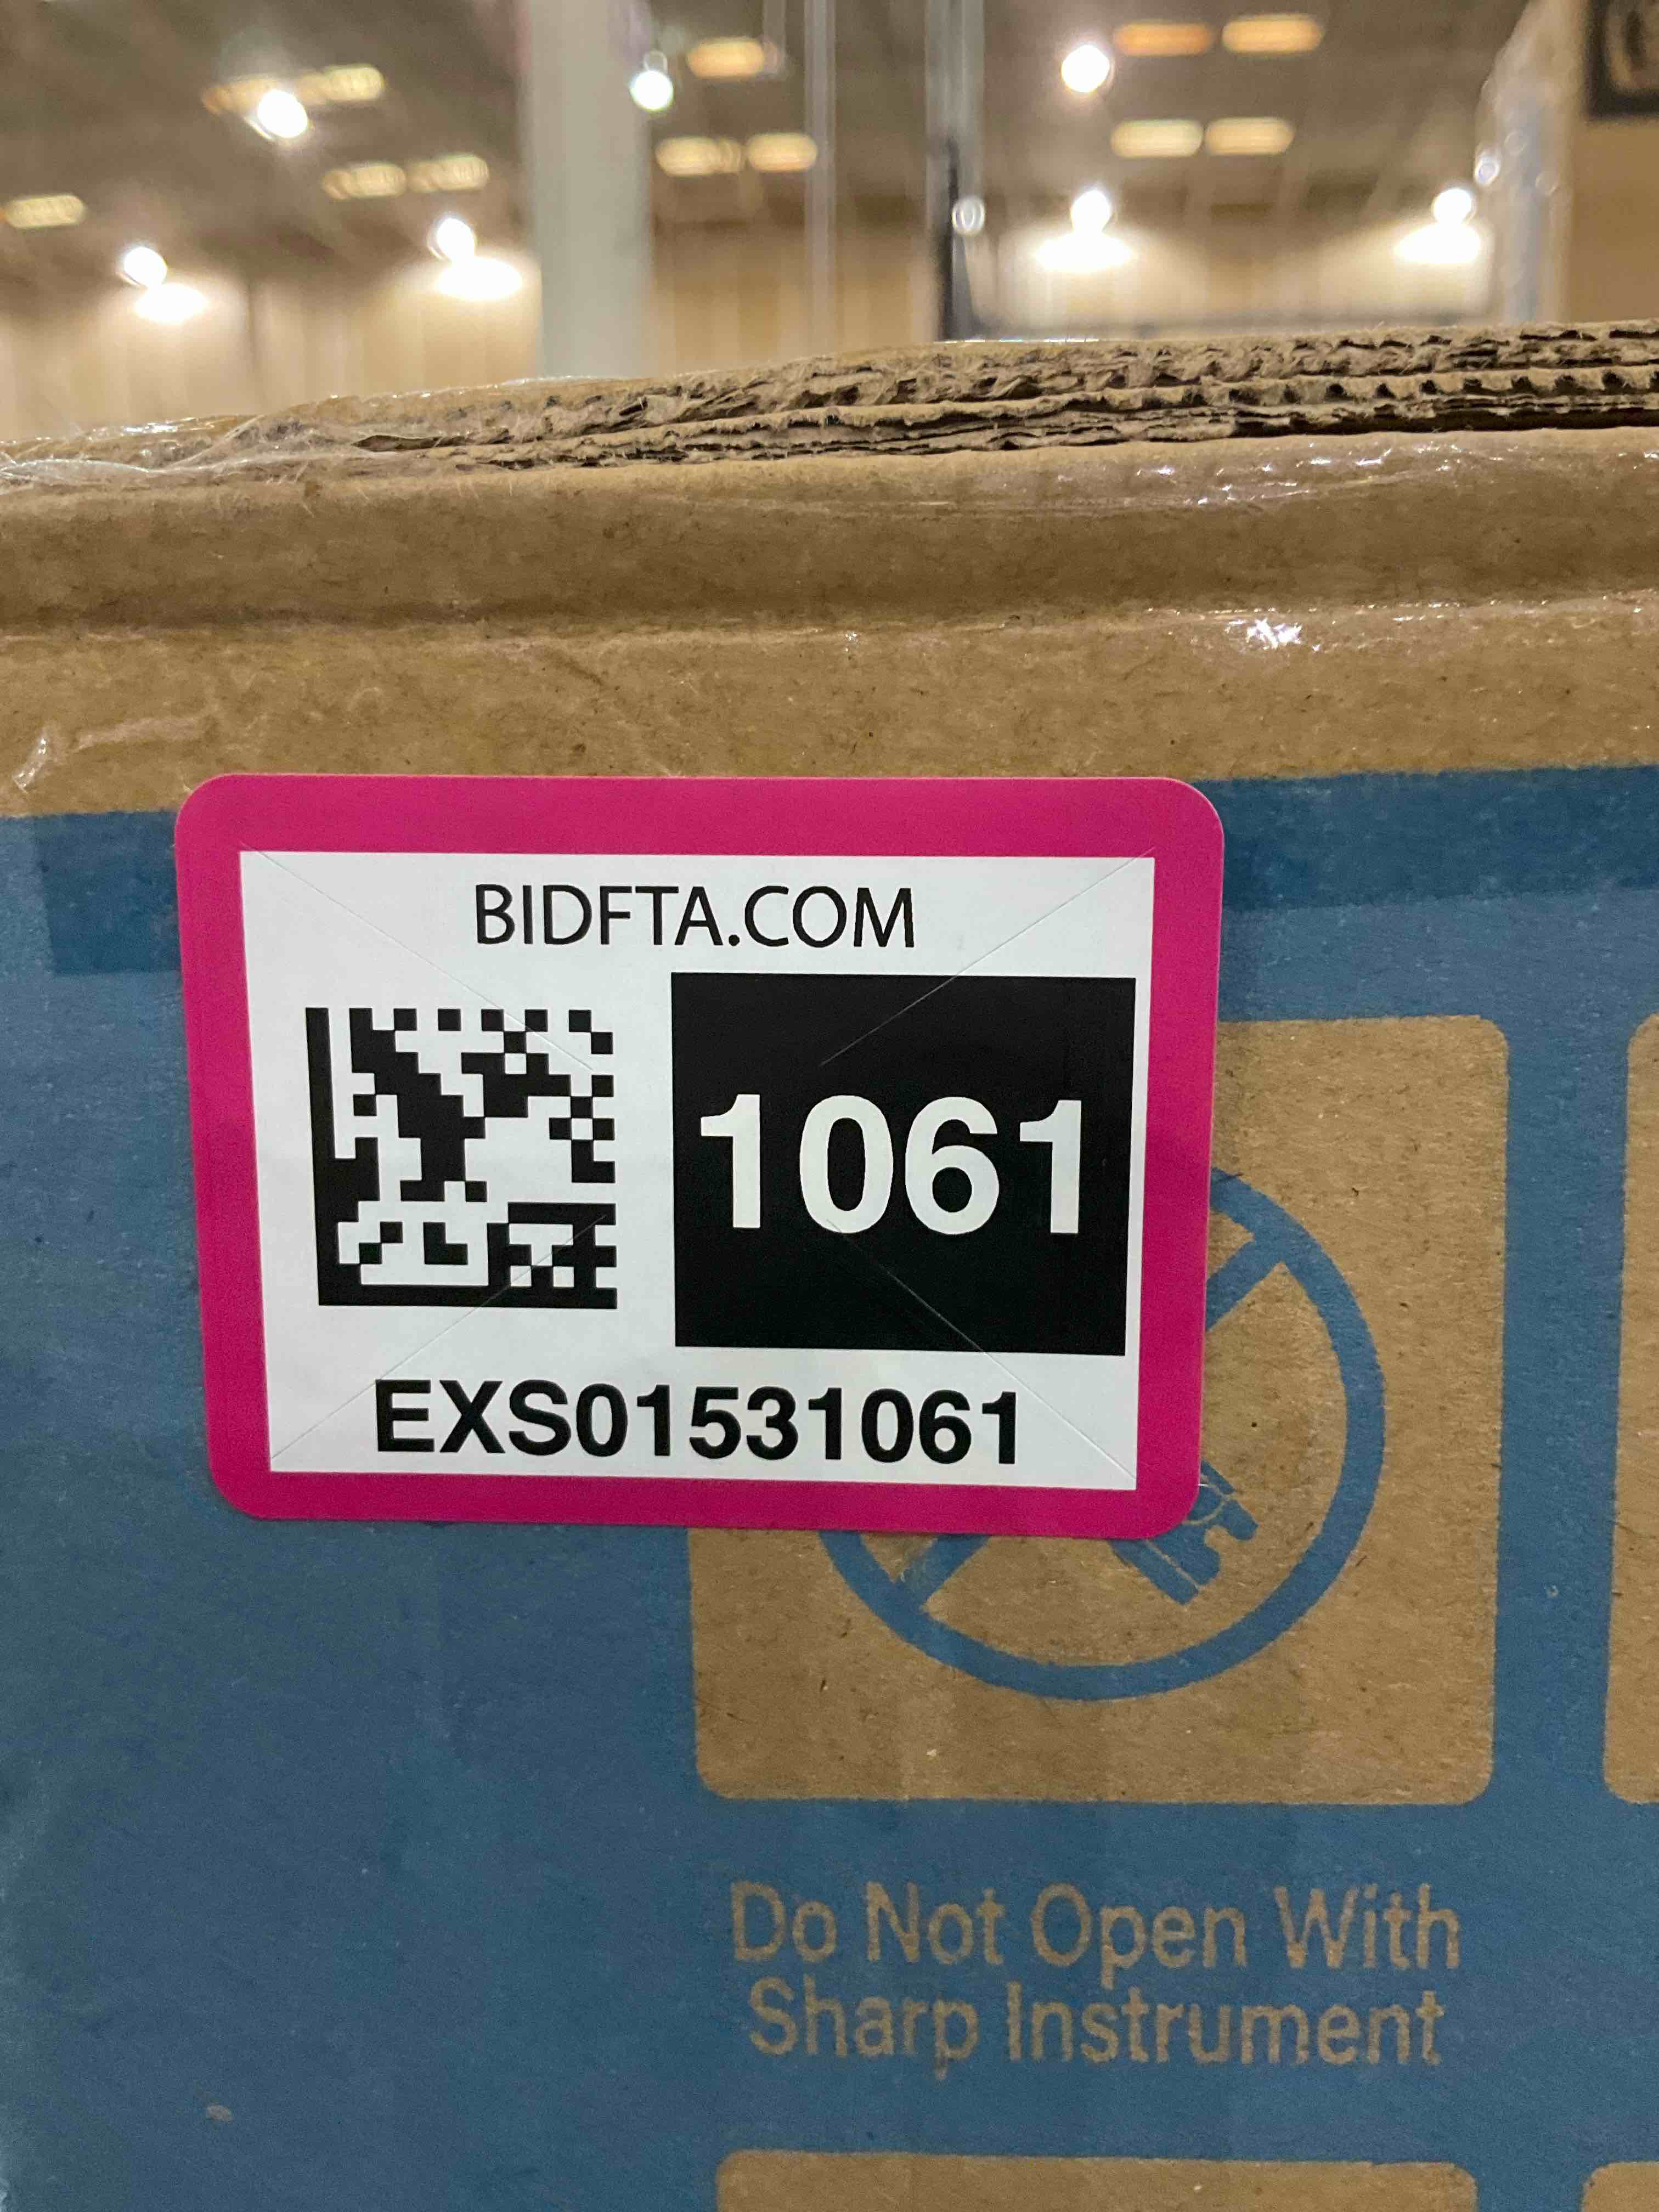 BIDFTA.COM
1061
EXS01531061
Do Not Open With
Sharp Instrument